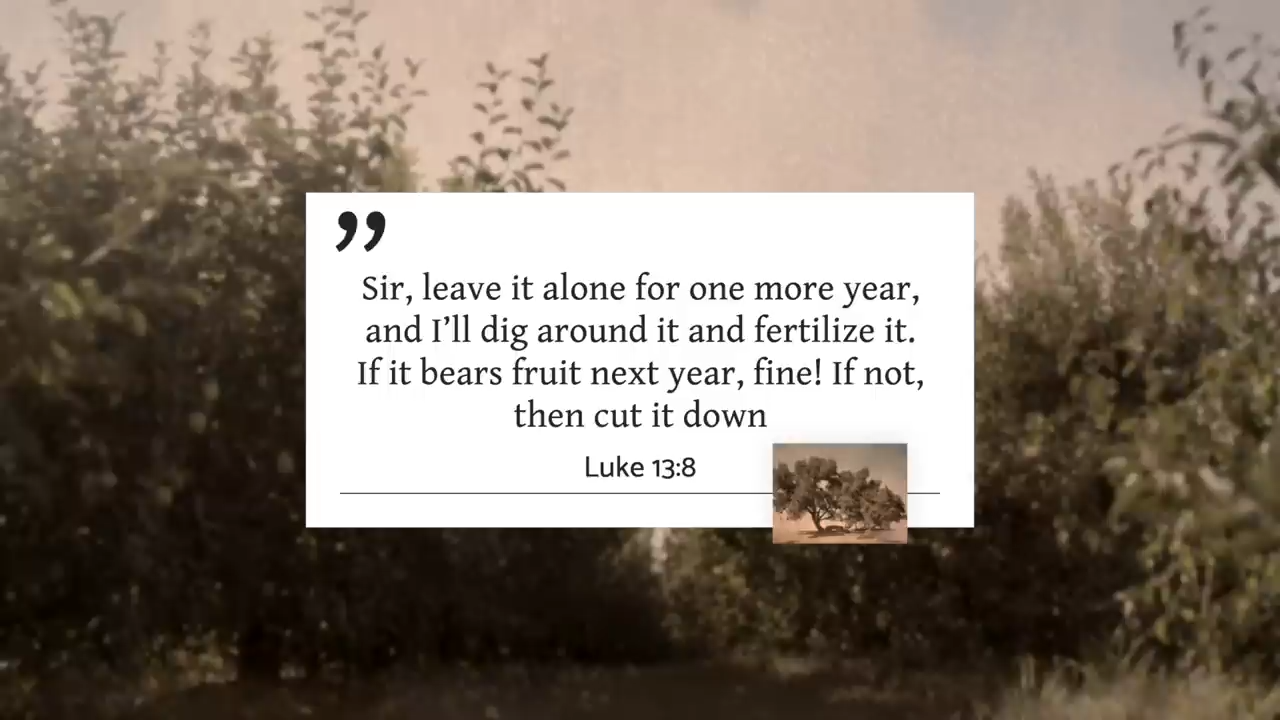 ”
Sir, leave it alone for one more year,
and I’ll dig around it and fertilize it.
If it bears fruit next year, fine! If not,
then cut it down
Luke 13:8